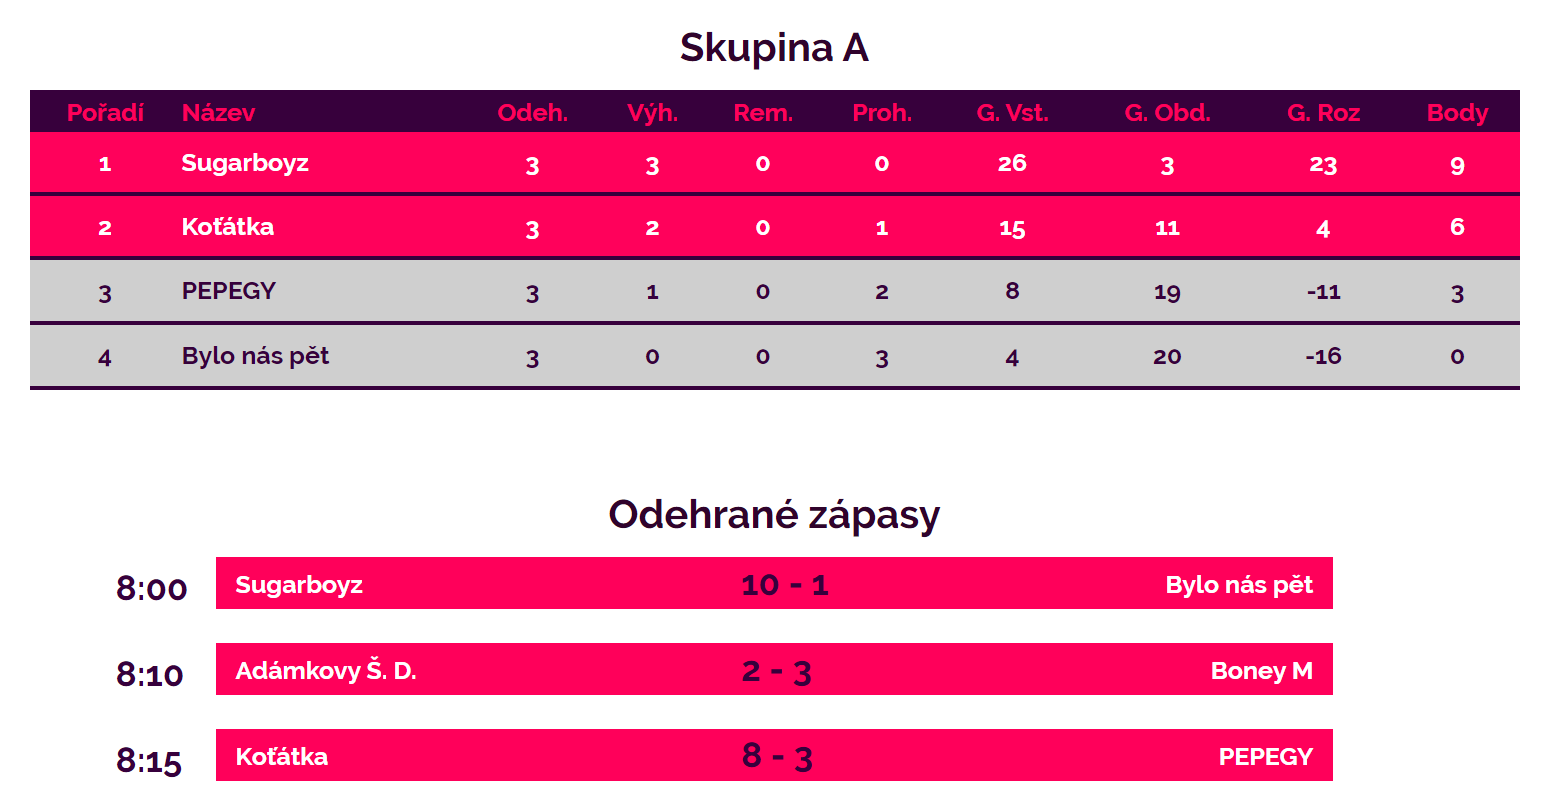 Skupina A
Pořadí Název Odeh. Výh. Rem. Proh. G. Vst. G. Obd. G. Roz Body
1 Sugarboyz 3 3 0 0 26 3 23 9
2 Koťátka 3 2 0 1 15 11 4 6
3 PEPEGY 3 1 0 2 8 19 -11 3
4 Bylo nás pět 3 0 0 3 4 20 -16 0
Odehrané zápasy
8:00 Sugarboyz 10 - 1 Bylo nás pět
8:10 Adámkovy Š. D. 2 - 3 Boney M
8:15 Koťátka 8 - 3 PEPEGY